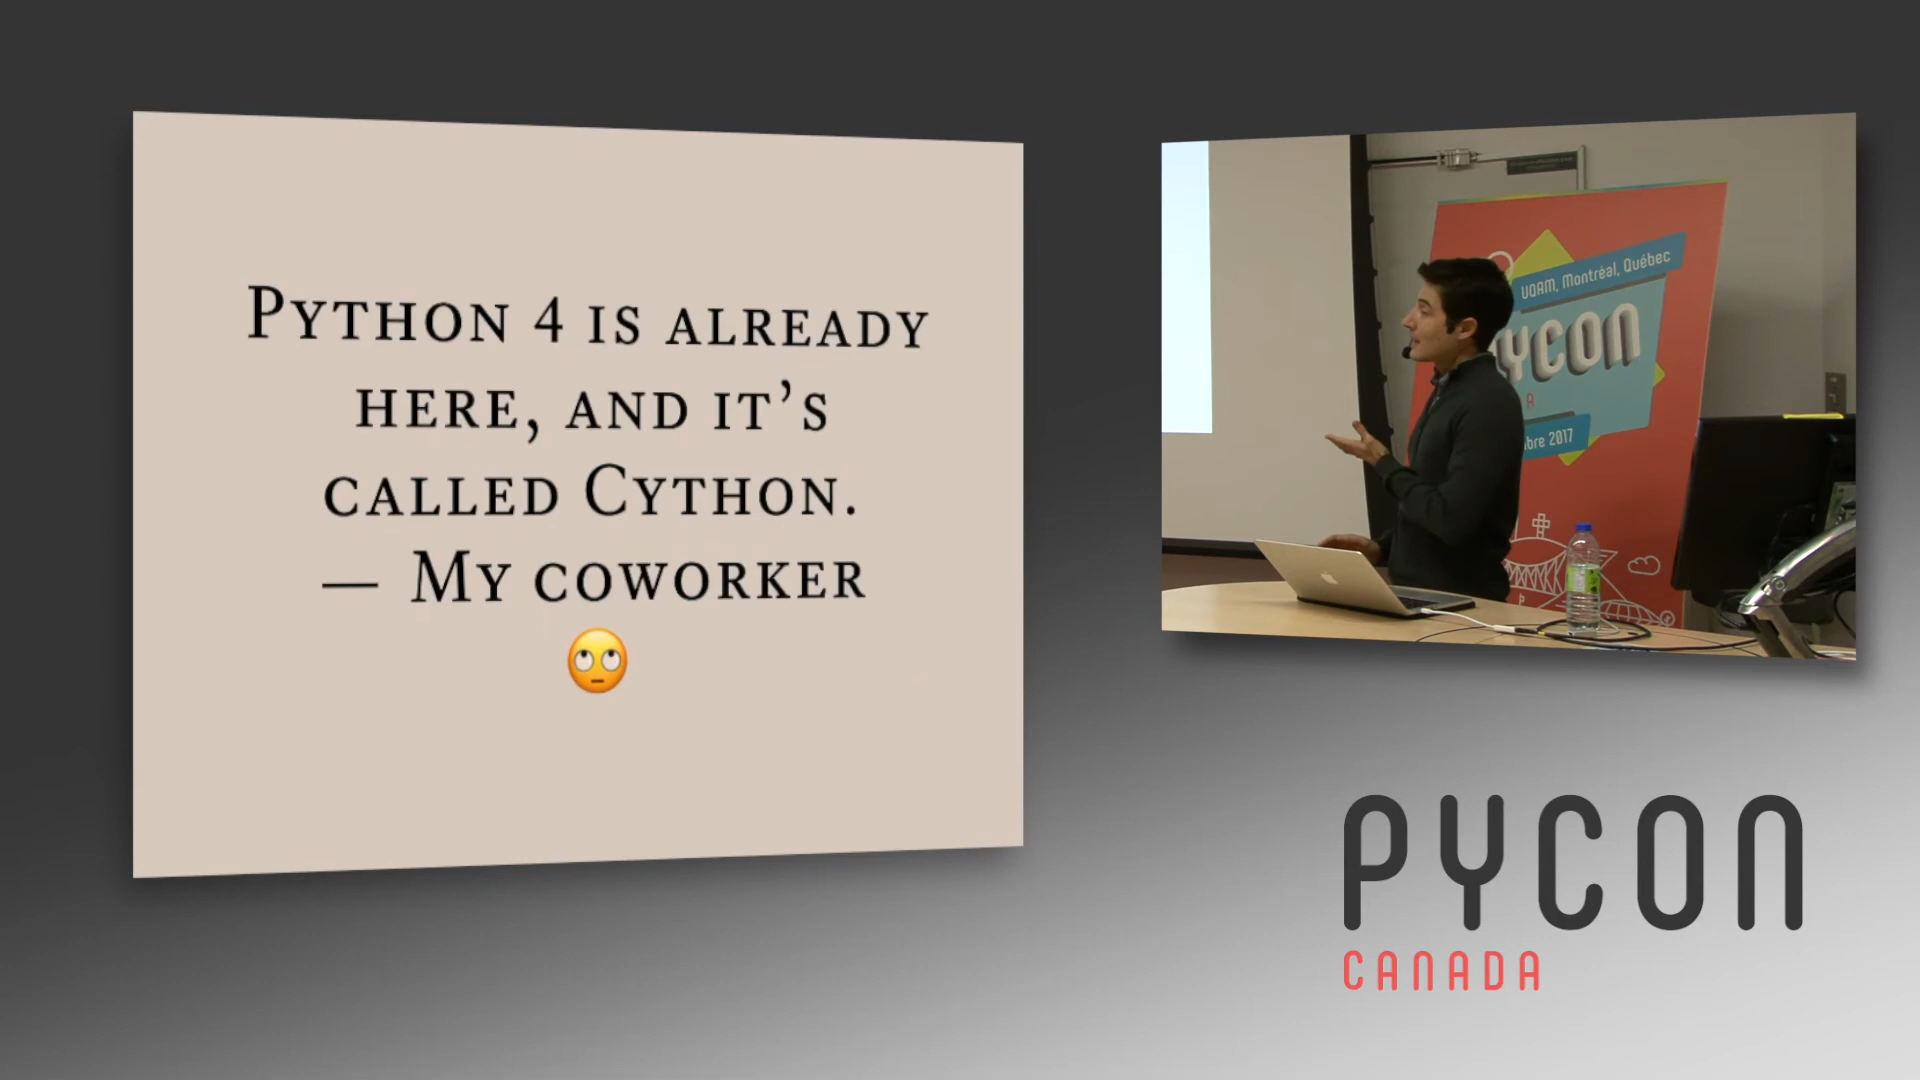 Python 4 is already
here, and it’s
called Cython.
— My coworker
🙄
UQAM, Montréal, Québec
YCON
bre 2017
PYCON
CANADA